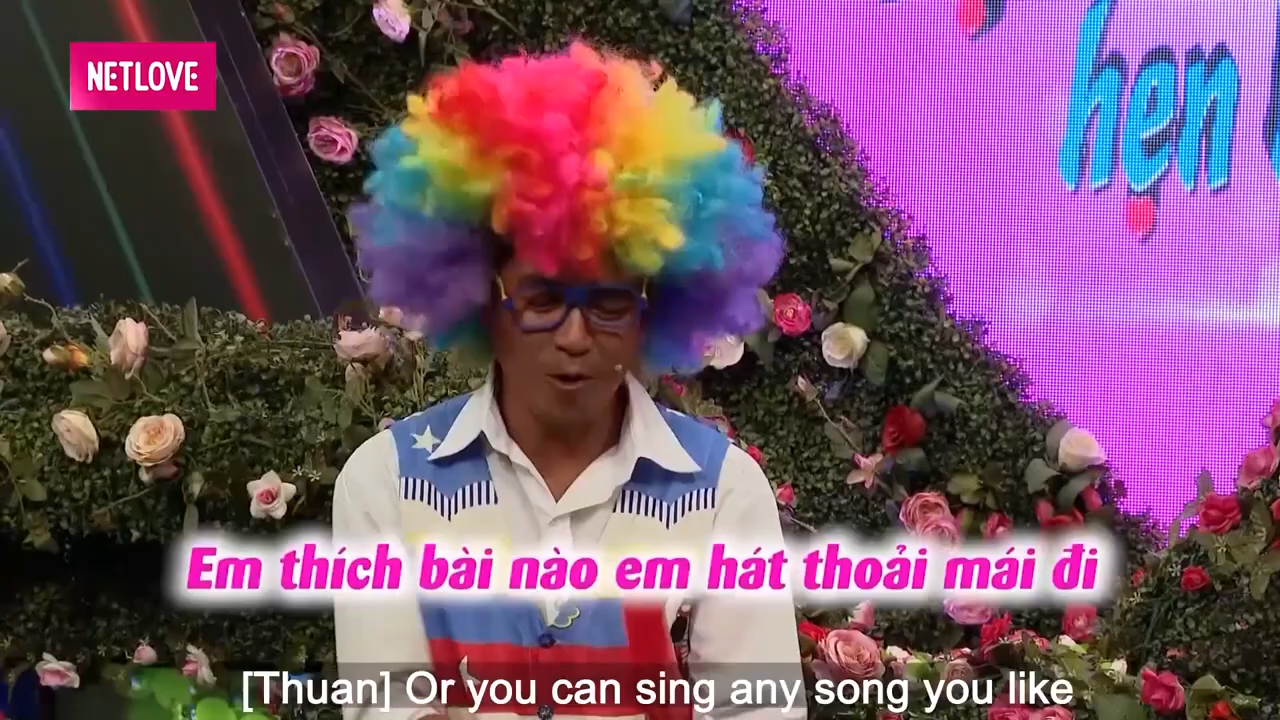 NETLOVE
hẹn
Em thích bài nào em hát thoải mái đi
[Thuan] Or you can sing any song you like